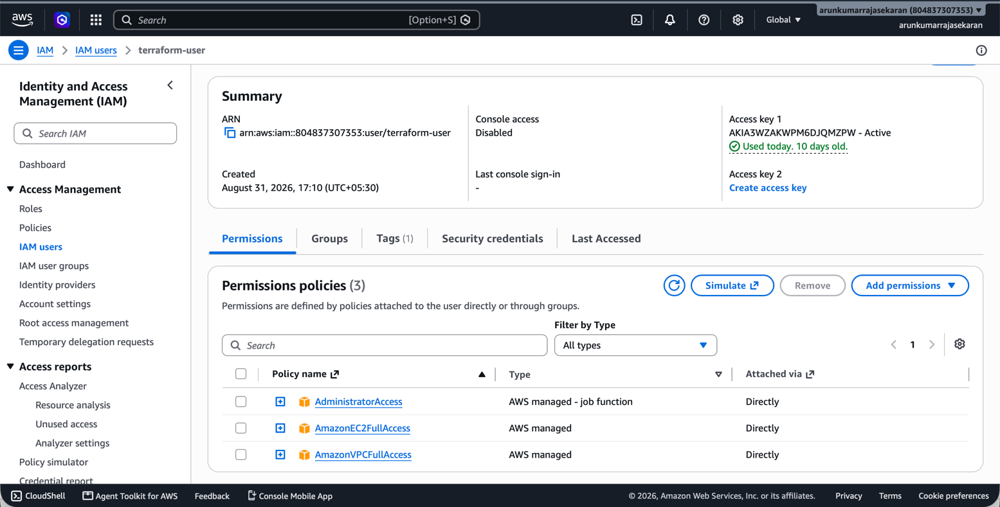 aws
Search
[Option+S]
Global
arunkumarrajasekaran (804837307353)
arunkumarrajasekaran
IAM
IAM users
terraform-user
Identity and Access
Management (IAM)
Search IAM
Dashboard
Access Management
Roles
Policies
IAM users
IAM user groups
Identity providers
Account settings
Root access management
Temporary delegation requests
Access reports
Access Analyzer
Resource analysis
Unused access
Analyzer settings
Policy simulator
Credential report
Summary
ARN
arn:aws:iam::804837307353:user/terraform-user
Console access
Disabled
Access key 1
AKIA3WZAKWPM6DJQMZPW - Active
Used today. 10 days old.
Created
August 31, 2026, 17:10 (UTC+05:30)
Last console sign-in
-
Access key 2
Create access key
Permissions
Groups
Tags (1)
Security credentials
Last Accessed
Permissions policies (3)
Simulate
Remove
Add permissions
Permissions are defined by policies attached to the user directly or through groups.
Filter by Type
Search
All types
1
Policy name
Type
Attached via
AdministratorAccess
AWS managed - job function
Directly
AmazonEC2FullAccess
AWS managed
Directly
AmazonVPCFullAccess
AWS managed
Directly
CloudShell
Agent Toolkit for AWS
Feedback
Console Mobile App
© 2026, Amazon Web Services, Inc. or its affiliates.
Privacy
Terms
Cookie preferences